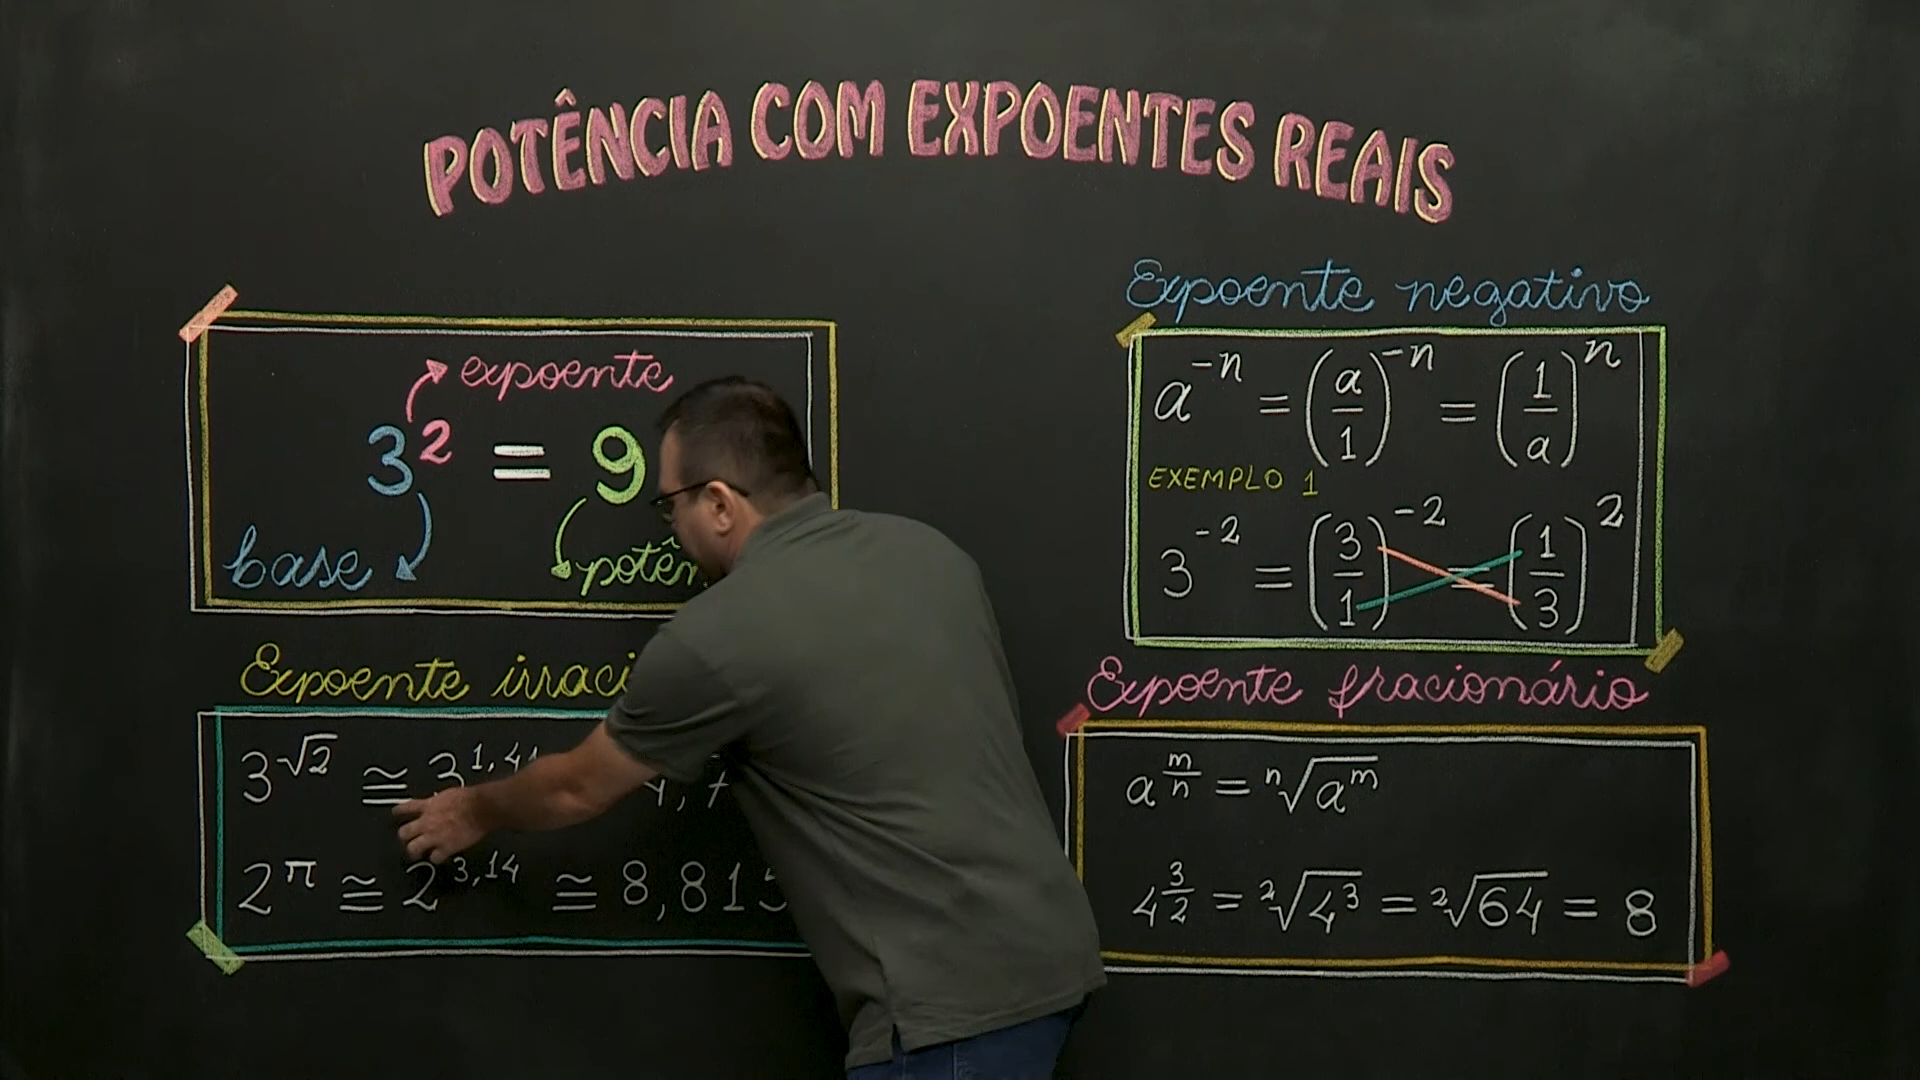 POTÊNCIA COM EXPOENTES REAIS
expoente
3² = 9
base
Expoente
3^√2 ≅
2^π ≅ 2^3,14 ≅ 8,815
Expoente negativo
a^-n = (a/1)^-n = (1/a)^n
EXEMPLO 1
3^-2 = (3/1)^-2 = (1/3)^2
Expoente fracionário
a^m/n = ⁿ√a^m
4^3/2 = ²√4³ = ²√64 = 8